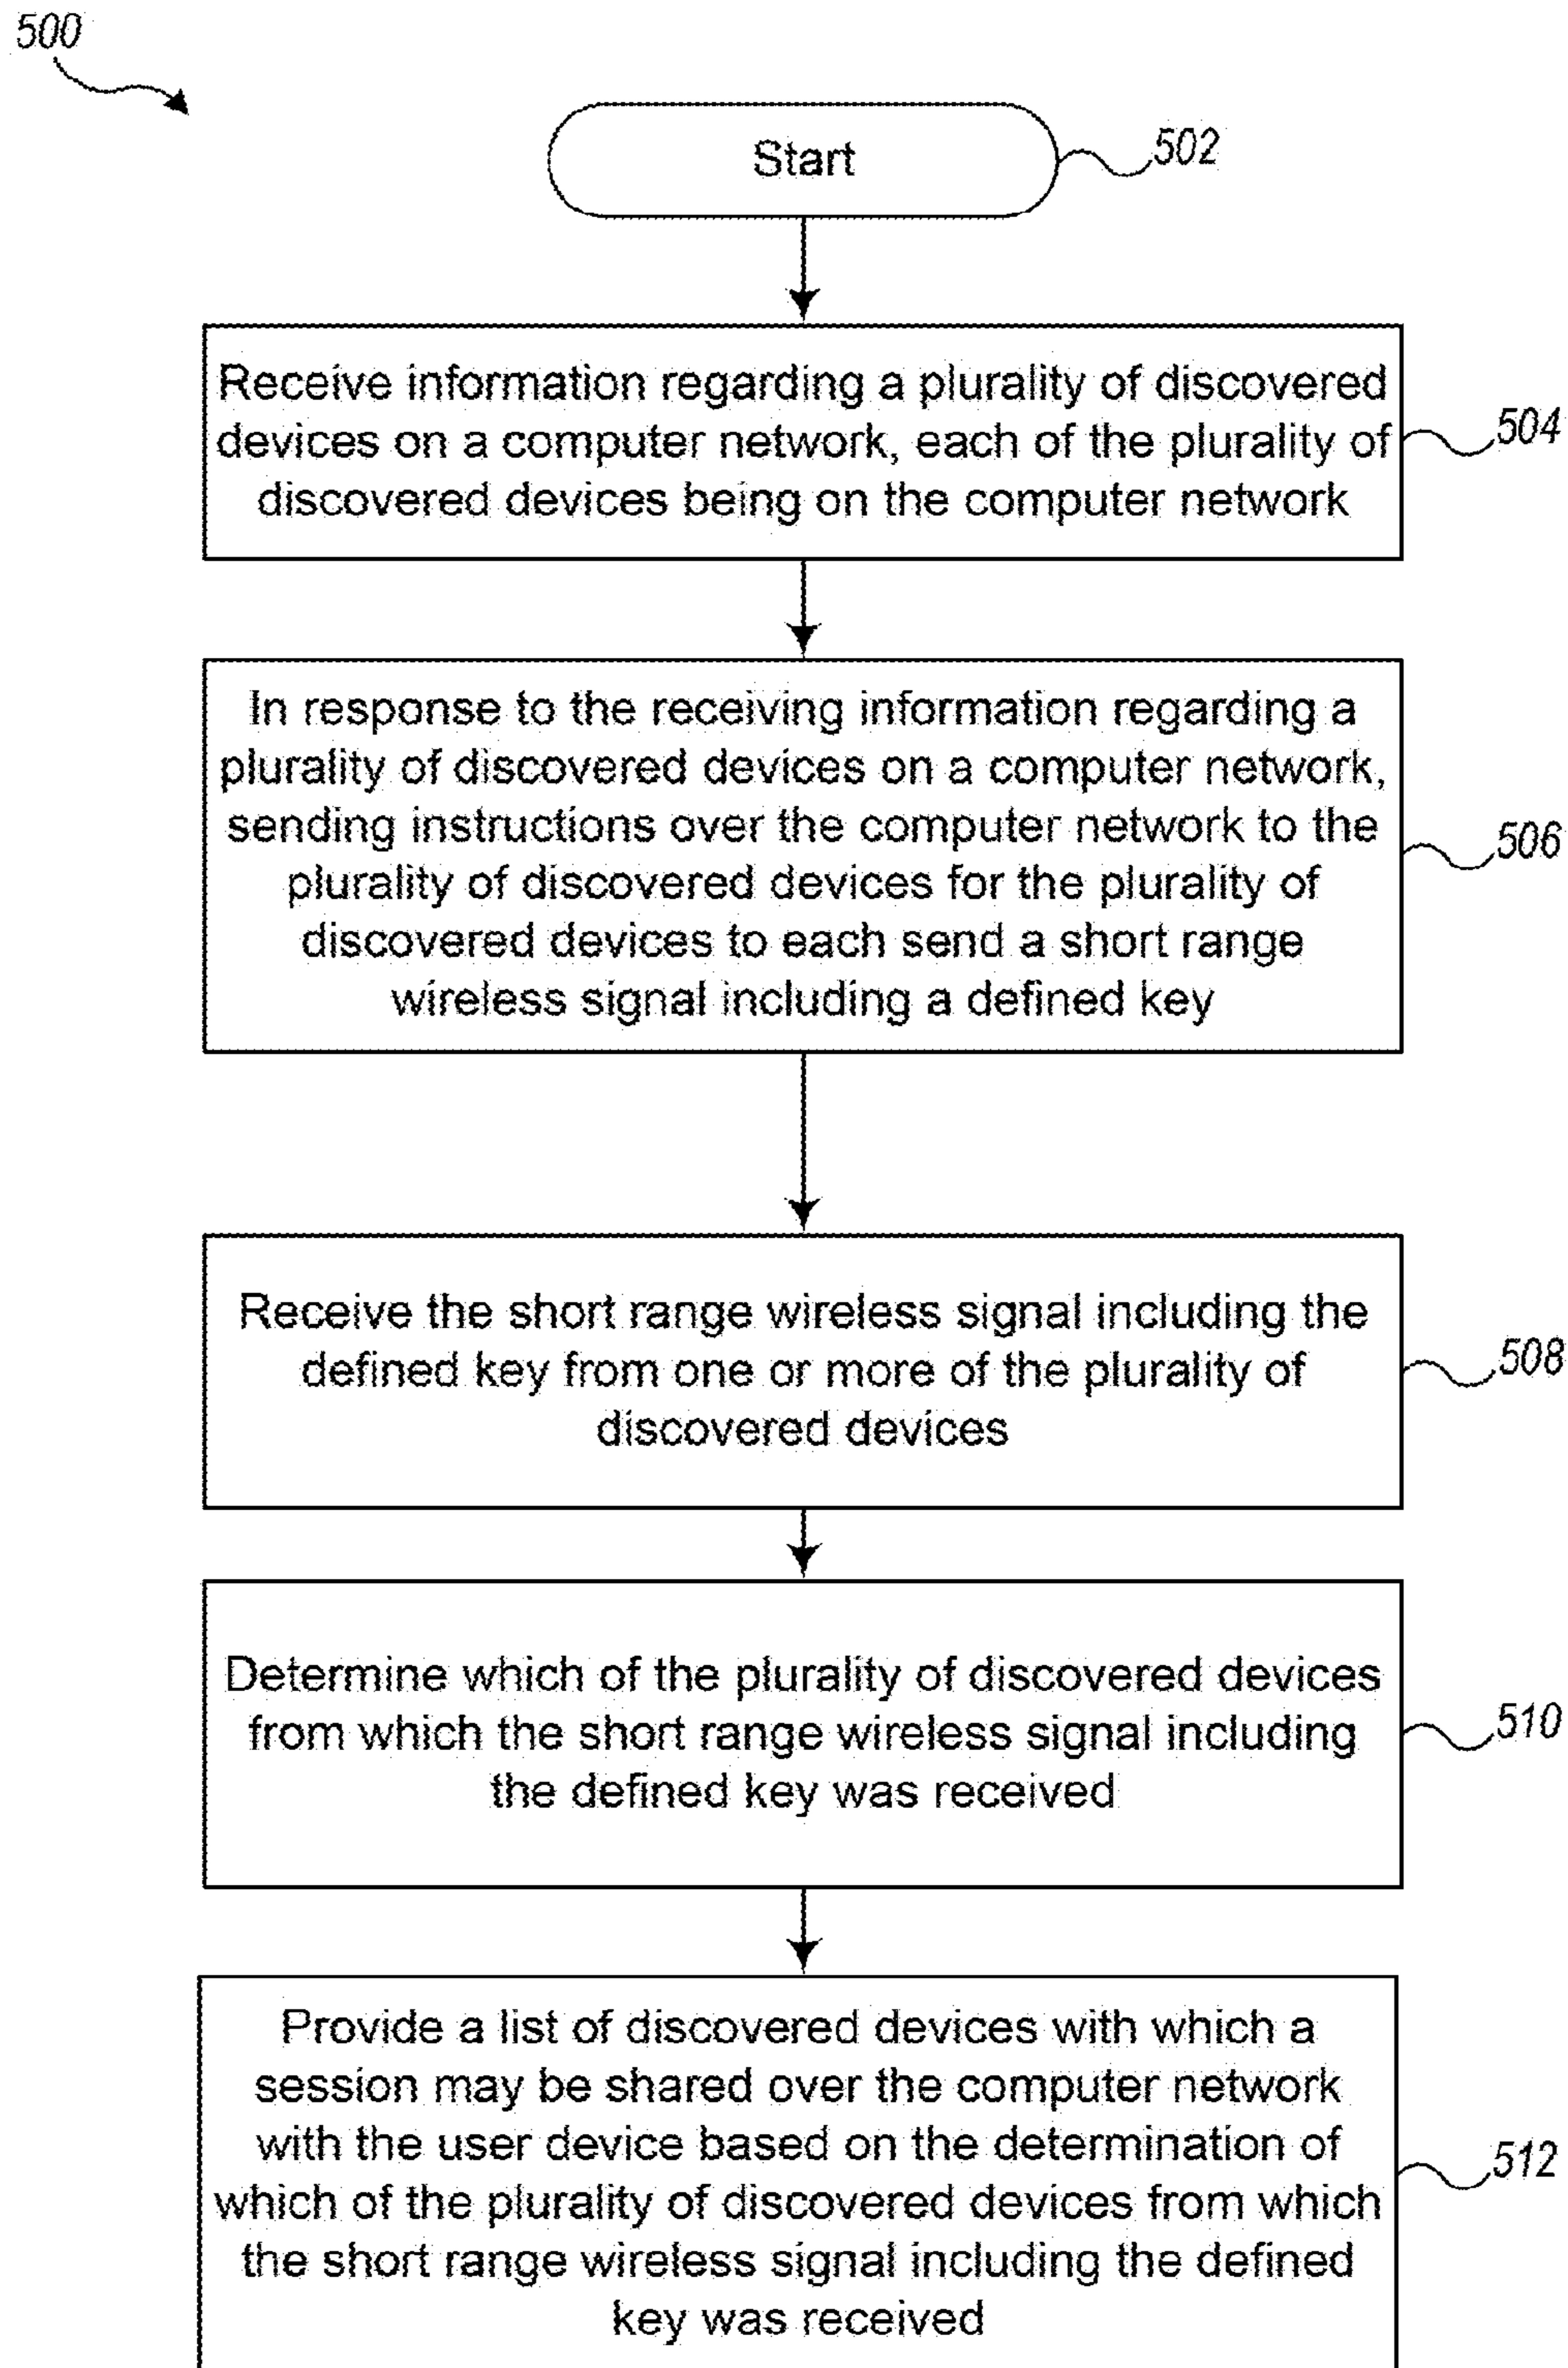 500
Start
502
Receive information regarding a plurality of discovered
devices on a computer network, each of the plurality of
discovered devices being on the computer network
504
In response to the receiving information regarding a
plurality of discovered devices on a computer network,
sending instructions over the computer network to the
plurality of discovered devices for the plurality of
discovered devices to each send a short range
wireless signal including a defined key
506
Receive the short range wireless signal including the
defined key from one or more of the plurality of
discovered devices
508
Determine which of the plurality of discovered devices
from which the short range wireless signal including
the defined key was received
510
Provide a list of discovered devices with which a
session may be shared over the computer network
with the user device based on the determination of
which of the plurality of discovered devices from which
the short range wireless signal including the defined
key was received
512